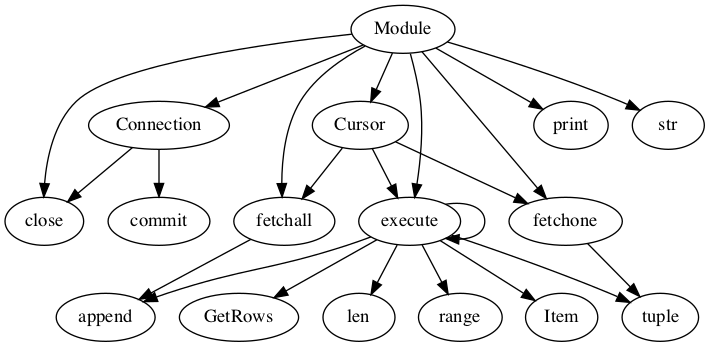 Module
Connection
Cursor
print
str
close
commit
fetchall
execute
fetchone
append
GetRows
len
range
Item
tuple